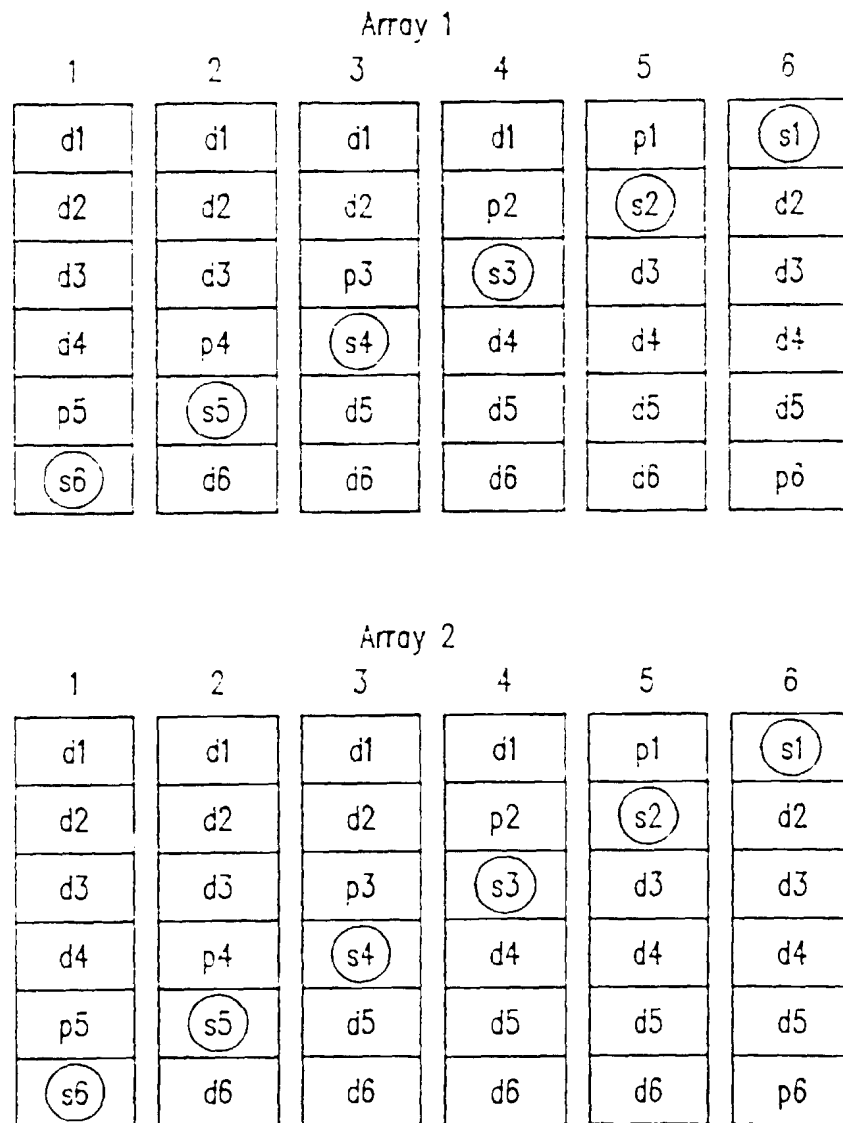 Array 1
1 2 3 4 5 6
d1 d1 d1 d1 p1 s1
d2 d2 d2 p2 s2 d2
d3 d3 p3 s3 d3 d3
d4 p4 s4 d4 d4 d4
p5 s5 d5 d5 d5 d5
s6 d6 d6 d6 d6 p6
Array 2
1 2 3 4 5 6
d1 d1 d1 d1 p1 s1
d2 d2 d2 p2 s2 d2
d3 d3 p3 s3 d3 d3
d4 p4 s4 d4 d4 d4
p5 s5 d5 d5 d5 d5
s6 d6 d6 d6 d6 p6